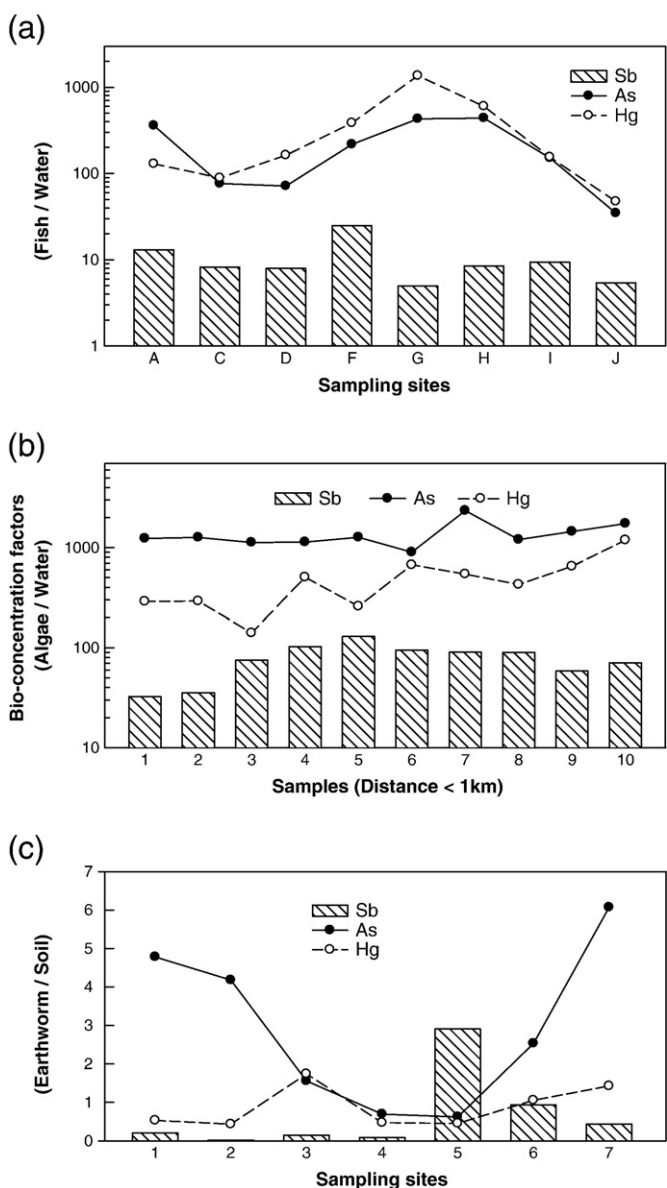 (a)
1000
100
10
1
(Fish / Water)
Sb
As
Hg
A C D F G H I J
Sampling sites
(b)
1000
100
10
Bio-concentration factors
(Algae / Water)
Sb As Hg
1 2 3 4 5 6 7 8 9 10
Samples (Distance < 1km)
(c)
7
6
5
4
3
2
1
0
(Earthworm / Soil)
Sb
As
Hg
1 2 3 4 5 6 7
Sampling sites